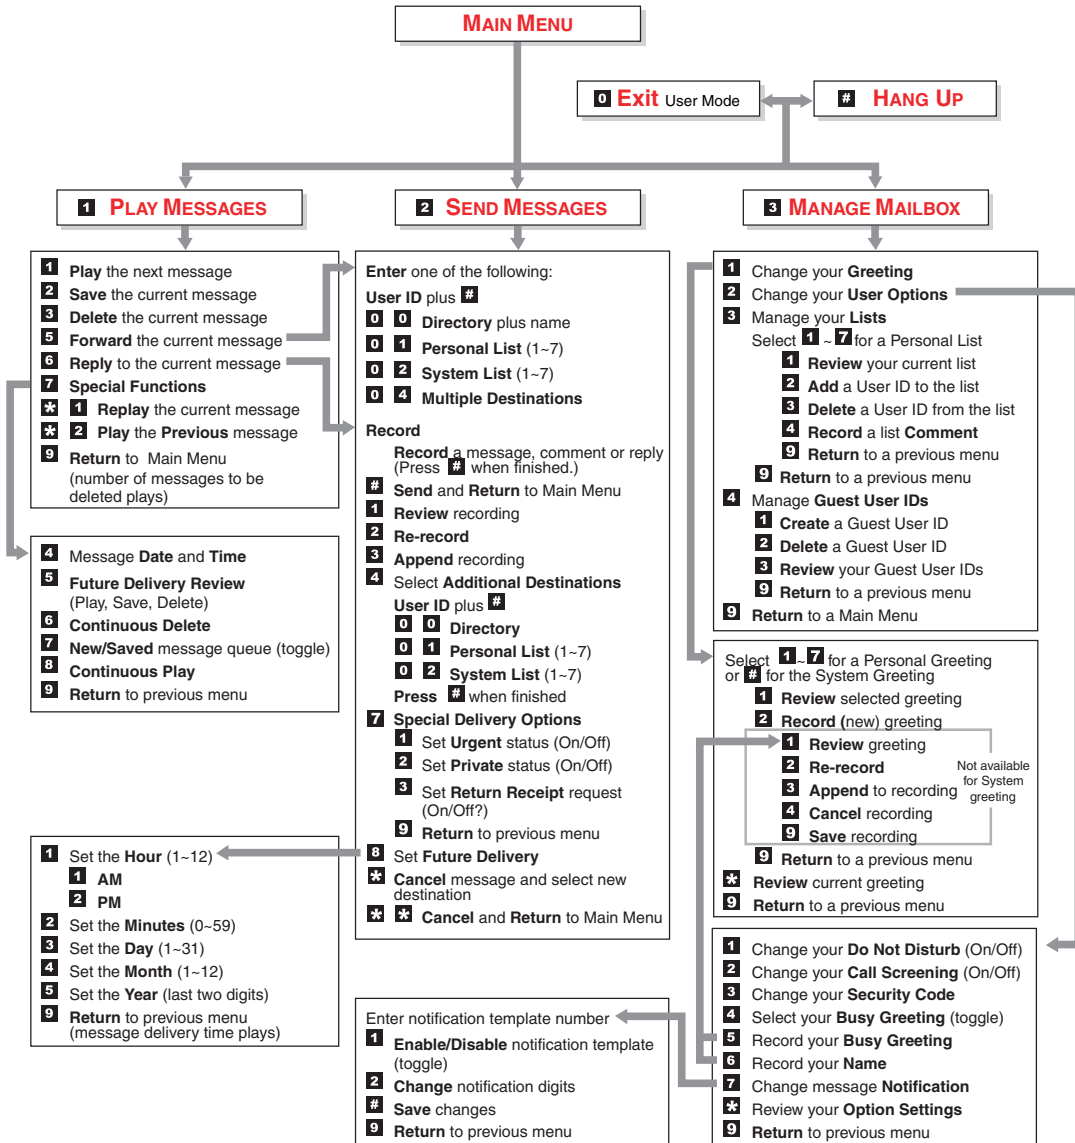 MAIN MENU
0 Exit User Mode
# HANG UP
1 PLAY MESSAGES
2 SEND MESSAGES
3 MANAGE MAILBOX
1 Play the next message
2 Save the current message
3 Delete the current message
5 Forward the current message
6 Reply to the current message
7 Special Functions
* 1 Replay the current message
* 2 Play the Previous message
9 Return to Main Menu
(number of messages to be
deleted plays)
4 Message Date and Time
5 Future Delivery Review
(Play, Save, Delete)
6 Continuous Delete
7 New/Saved message queue (toggle)
8 Continuous Play
9 Return to previous menu
1 Set the Hour (1~12)
1 AM
2 PM
2 Set the Minutes (0~59)
3 Set the Day (1~31)
4 Set the Month (1~12)
5 Set the Year (last two digits)
9 Return to previous menu
(message delivery time plays)
Enter one of the following:
User ID plus #
0 0 Directory plus name
0 1 Personal List (1~7)
0 2 System List (1~7)
0 4 Multiple Destinations
Record
Record a message, comment or reply
(Press # when finished.)
# Send and Return to Main Menu
1 Review recording
2 Re-record
3 Append recording
4 Select Additional Destinations
User ID plus #
0 0 Directory
0 1 Personal List (1~7)
0 2 System List (1~7)
Press # when finished
7 Special Delivery Options
1 Set Urgent status (On/Off)
2 Set Private status (On/Off)
3 Set Return Receipt request
(On/Off?)
9 Return to previous menu
8 Set Future Delivery
* Cancel message and select new
destination
* * Cancel and Return to Main Menu
Enter notification template number
1 Enable/Disable notification template
(toggle)
2 Change notification digits
# Save changes
9 Return to previous menu
1 Change your Greeting
2 Change your User Options
3 Manage your Lists
Select 1 ~ 7 for a Personal List
1 Review your current list
2 Add a User ID to the list
3 Delete a User ID from the list
4 Record a list Comment
9 Return to a previous menu
9 Return to a previous menu
4 Manage Guest User IDs
1 Create a Guest User ID
2 Delete a Guest User ID
3 Review your Guest User IDs
9 Return to a previous menu
9 Return to a Main Menu
Select 1 ~ 7 for a Personal Greeting
or # for the System Greeting
1 Review selected greeting
2 Record (new) greeting
1 Review greeting
2 Re-record
3 Append to recording
4 Cancel recording
9 Save recording
Not available
for System
greeting
9 Return to a previous menu
* Review current greeting
9 Return to a previous menu
1 Change your Do Not Disturb (On/Off)
2 Change your Call Screening (On/Off)
3 Change your Security Code
4 Select your Busy Greeting (toggle)
5 Record your Busy Greeting
6 Record your Name
7 Change message Notification
* Review your Option Settings
9 Return to previous menu